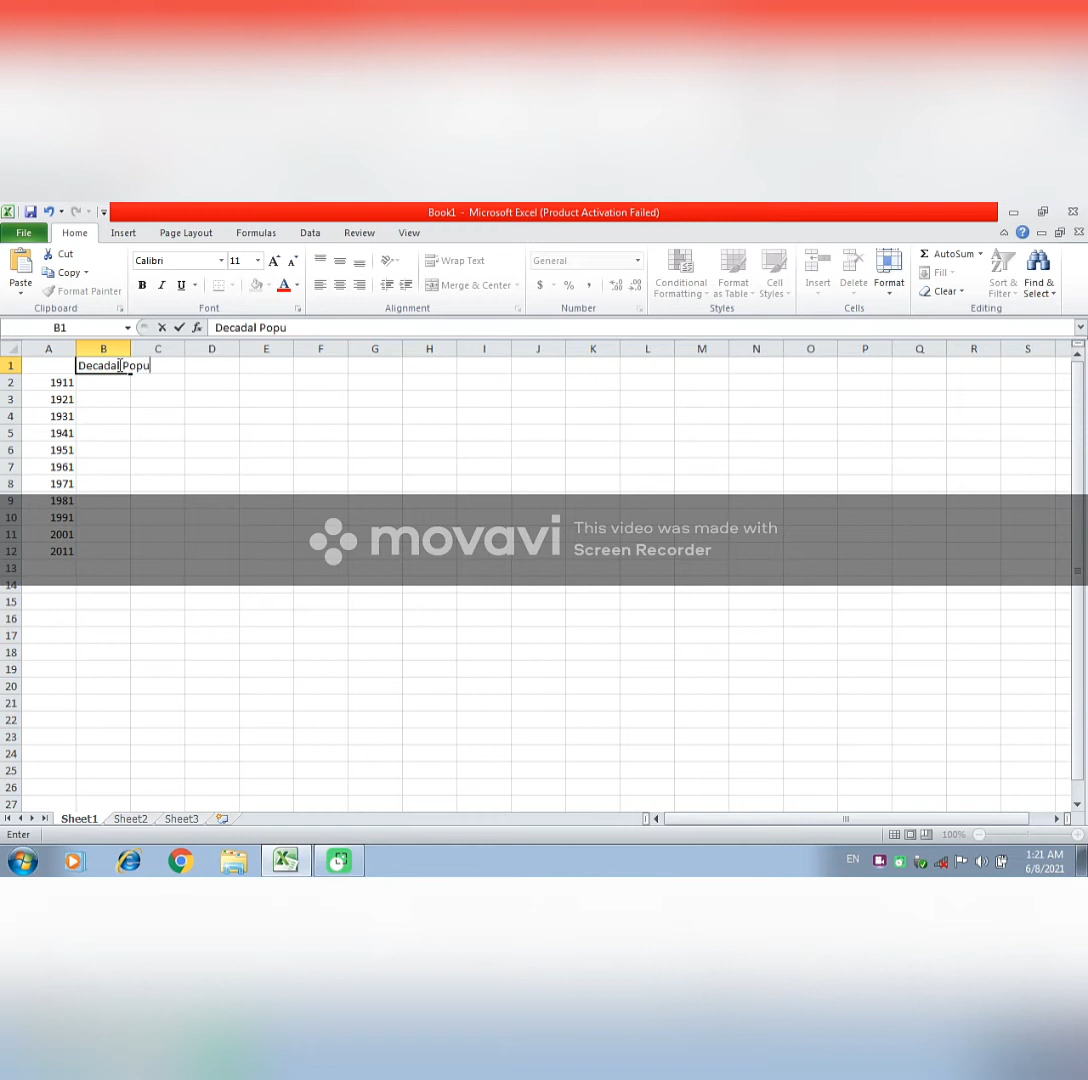 Book1 - Microsoft Excel (Product Activation Failed)
File Home Insert Page Layout Formulas Data Review View
Paste
Cut
Copy
Format Painter
Clipboard
Calibri 11 A A
B I U A
Font
Wrap Text
Merge & Center
Alignment
General
$ % , .0 .00 .00 .0
Number
Conditional Formatting
Format as Table
Cell Styles
Styles
Insert Delete Format
Cells
Σ AutoSum
Fill
Clear
Sort & Filter
Find & Select
Editing
B1 fx Decadal Popu
A B C D E F G H I J K L M N O P Q R S
1 Decadal Popu
2 1911
3 1921
4 1931
5 1941
6 1951
7 1961
8 1971
9 1981
10 1991
11 2001
12 2011
13
14
15
16
17
18
19
20
21
22
23
24
25
26
27
movavi
This video was made with
Screen Recorder
Sheet1 Sheet2 Sheet3
Enter 100%
EN 1:21 AM
6/8/2021